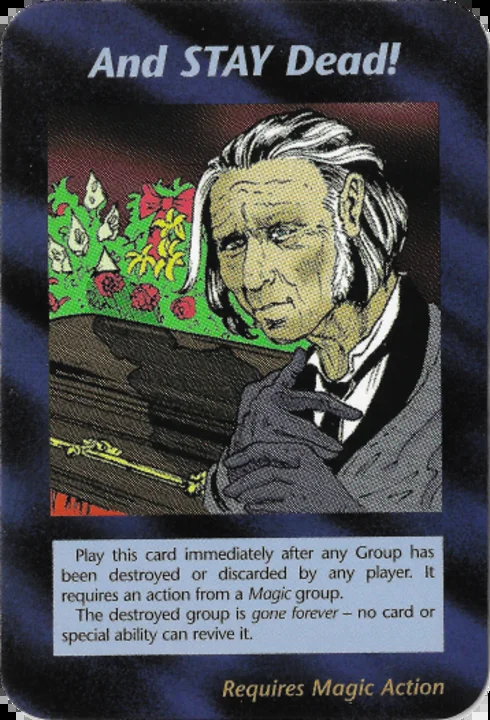 And STAY Dead!
Play this card immediately after any Group has
been destroyed or discarded by any player. It
requires an action from a Magic group.
The destroyed group is gone forever – no card or
special ability can revive it.
Requires Magic Action